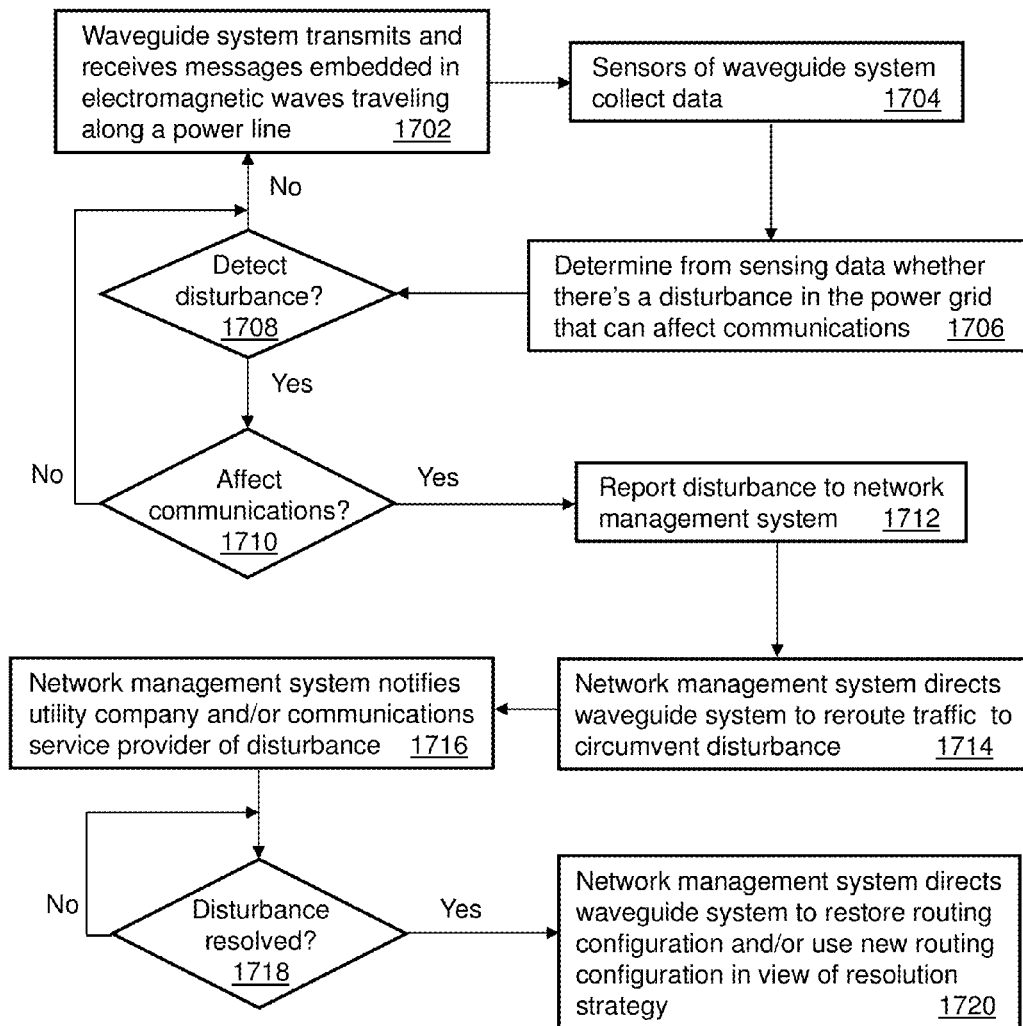 Waveguide system transmits and
receives messages embedded in
electromagnetic waves traveling
along a power line 1702
Sensors of waveguide system
collect data 1704
No
Detect
disturbance?
1708
Determine from sensing data whether
there's a disturbance in the power grid
that can affect communications 1706
Yes
No
Affect
communications?
1710
Yes
Report disturbance to network
management system 1712
Network management system notifies
utility company and/or communications
service provider of disturbance 1716
Network management system directs
waveguide system to reroute traffic to
circumvent disturbance 1714
No
Disturbance
resolved?
1718
Yes
Network management system directs
waveguide system to restore routing
configuration and/or use new routing
configuration in view of resolution
strategy 1720